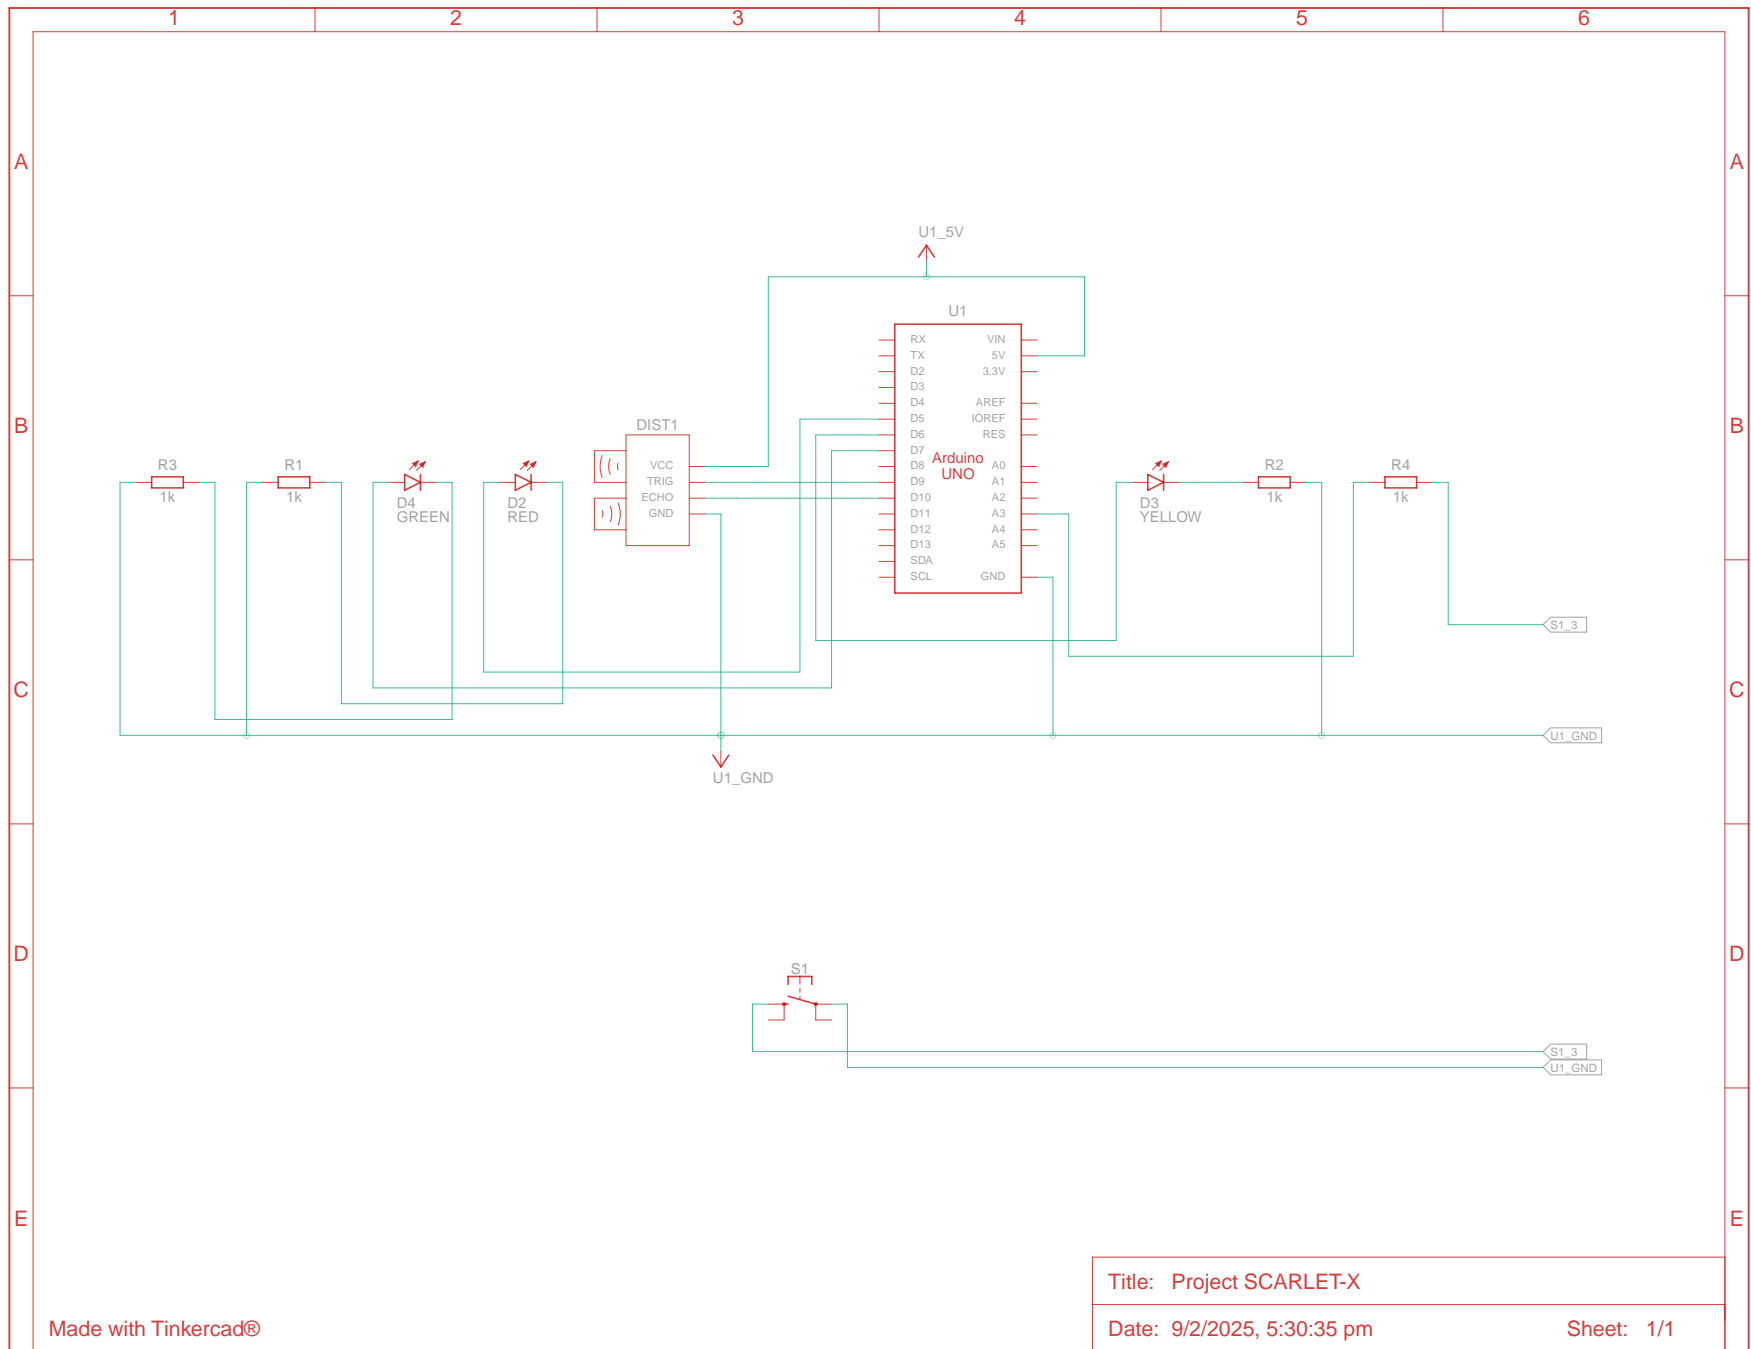 1 2 3 4 5 6
A A
U1_5V
U1
RX VIN
TX 5V
D2 3.3V
D3
D4 AREF
B B
DIST1
D5 IOREF
D6 RES
D7
Arduino
UNO
R3 R1 VCC D8 A0 R2 R4
TRIG D9 A1
1k 1k ECHO D10 A2 1k 1k
D4 D2 D3
GREEN RED GND D11 A3 YELLOW
D12 A4
D13 A5
SDA
SCL GND
S1_3
C C
U1_GND
U1_GND
D D
S1
S1_3
U1_GND
E E
Title: Project SCARLET-X
Made with Tinkercad® Date: 9/2/2025, 5:30:35 pm Sheet: 1/1